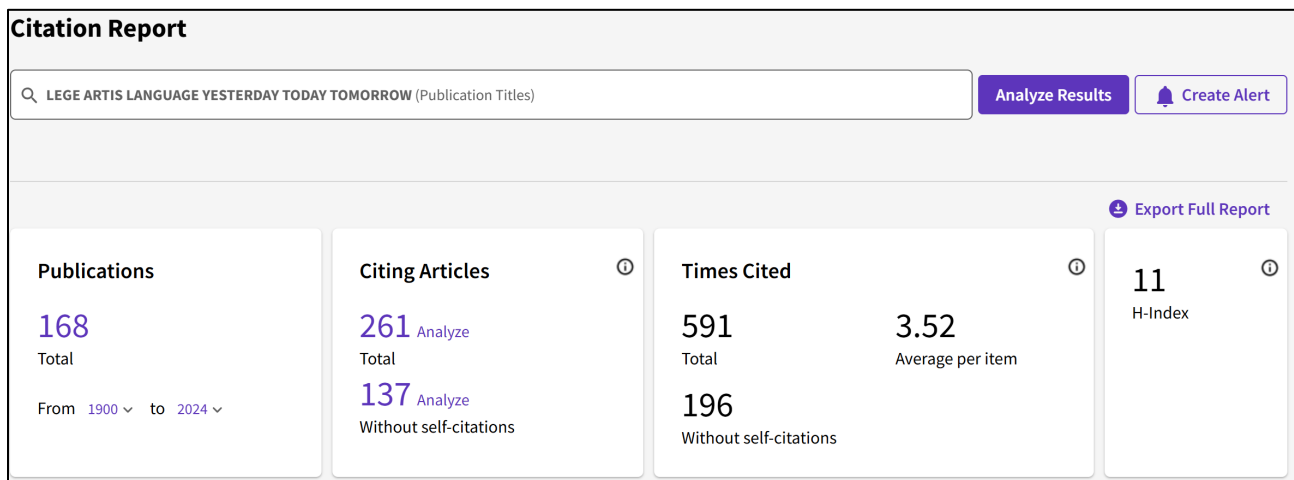 Citation Report
LEGE ARTIS LANGUAGE YESTERDAY TODAY TOMORROW (Publication Titles)
Analyze Results
Create Alert
Export Full Report
Publications
168
Total
From 1900 to 2024
Citing Articles
261 Analyze
Total
137 Analyze
Without self-citations
Times Cited
591
Total
196
Without self-citations
3.52
Average per item
11
H-Index